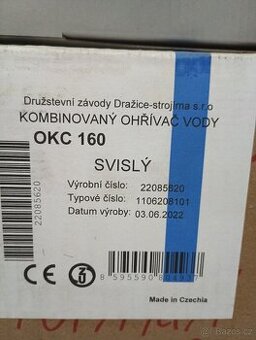 Družstevní závody Dražice-strojírna s.r.o
KOMBINOVANÝ OHŘÍVAČ VODY
OKC 160
SVISLÝ
Výrobní číslo: 22085620
Typové číslo: 1106208101
Datum výroby: 03.06.2022
22085620
CE
Made in Czechia